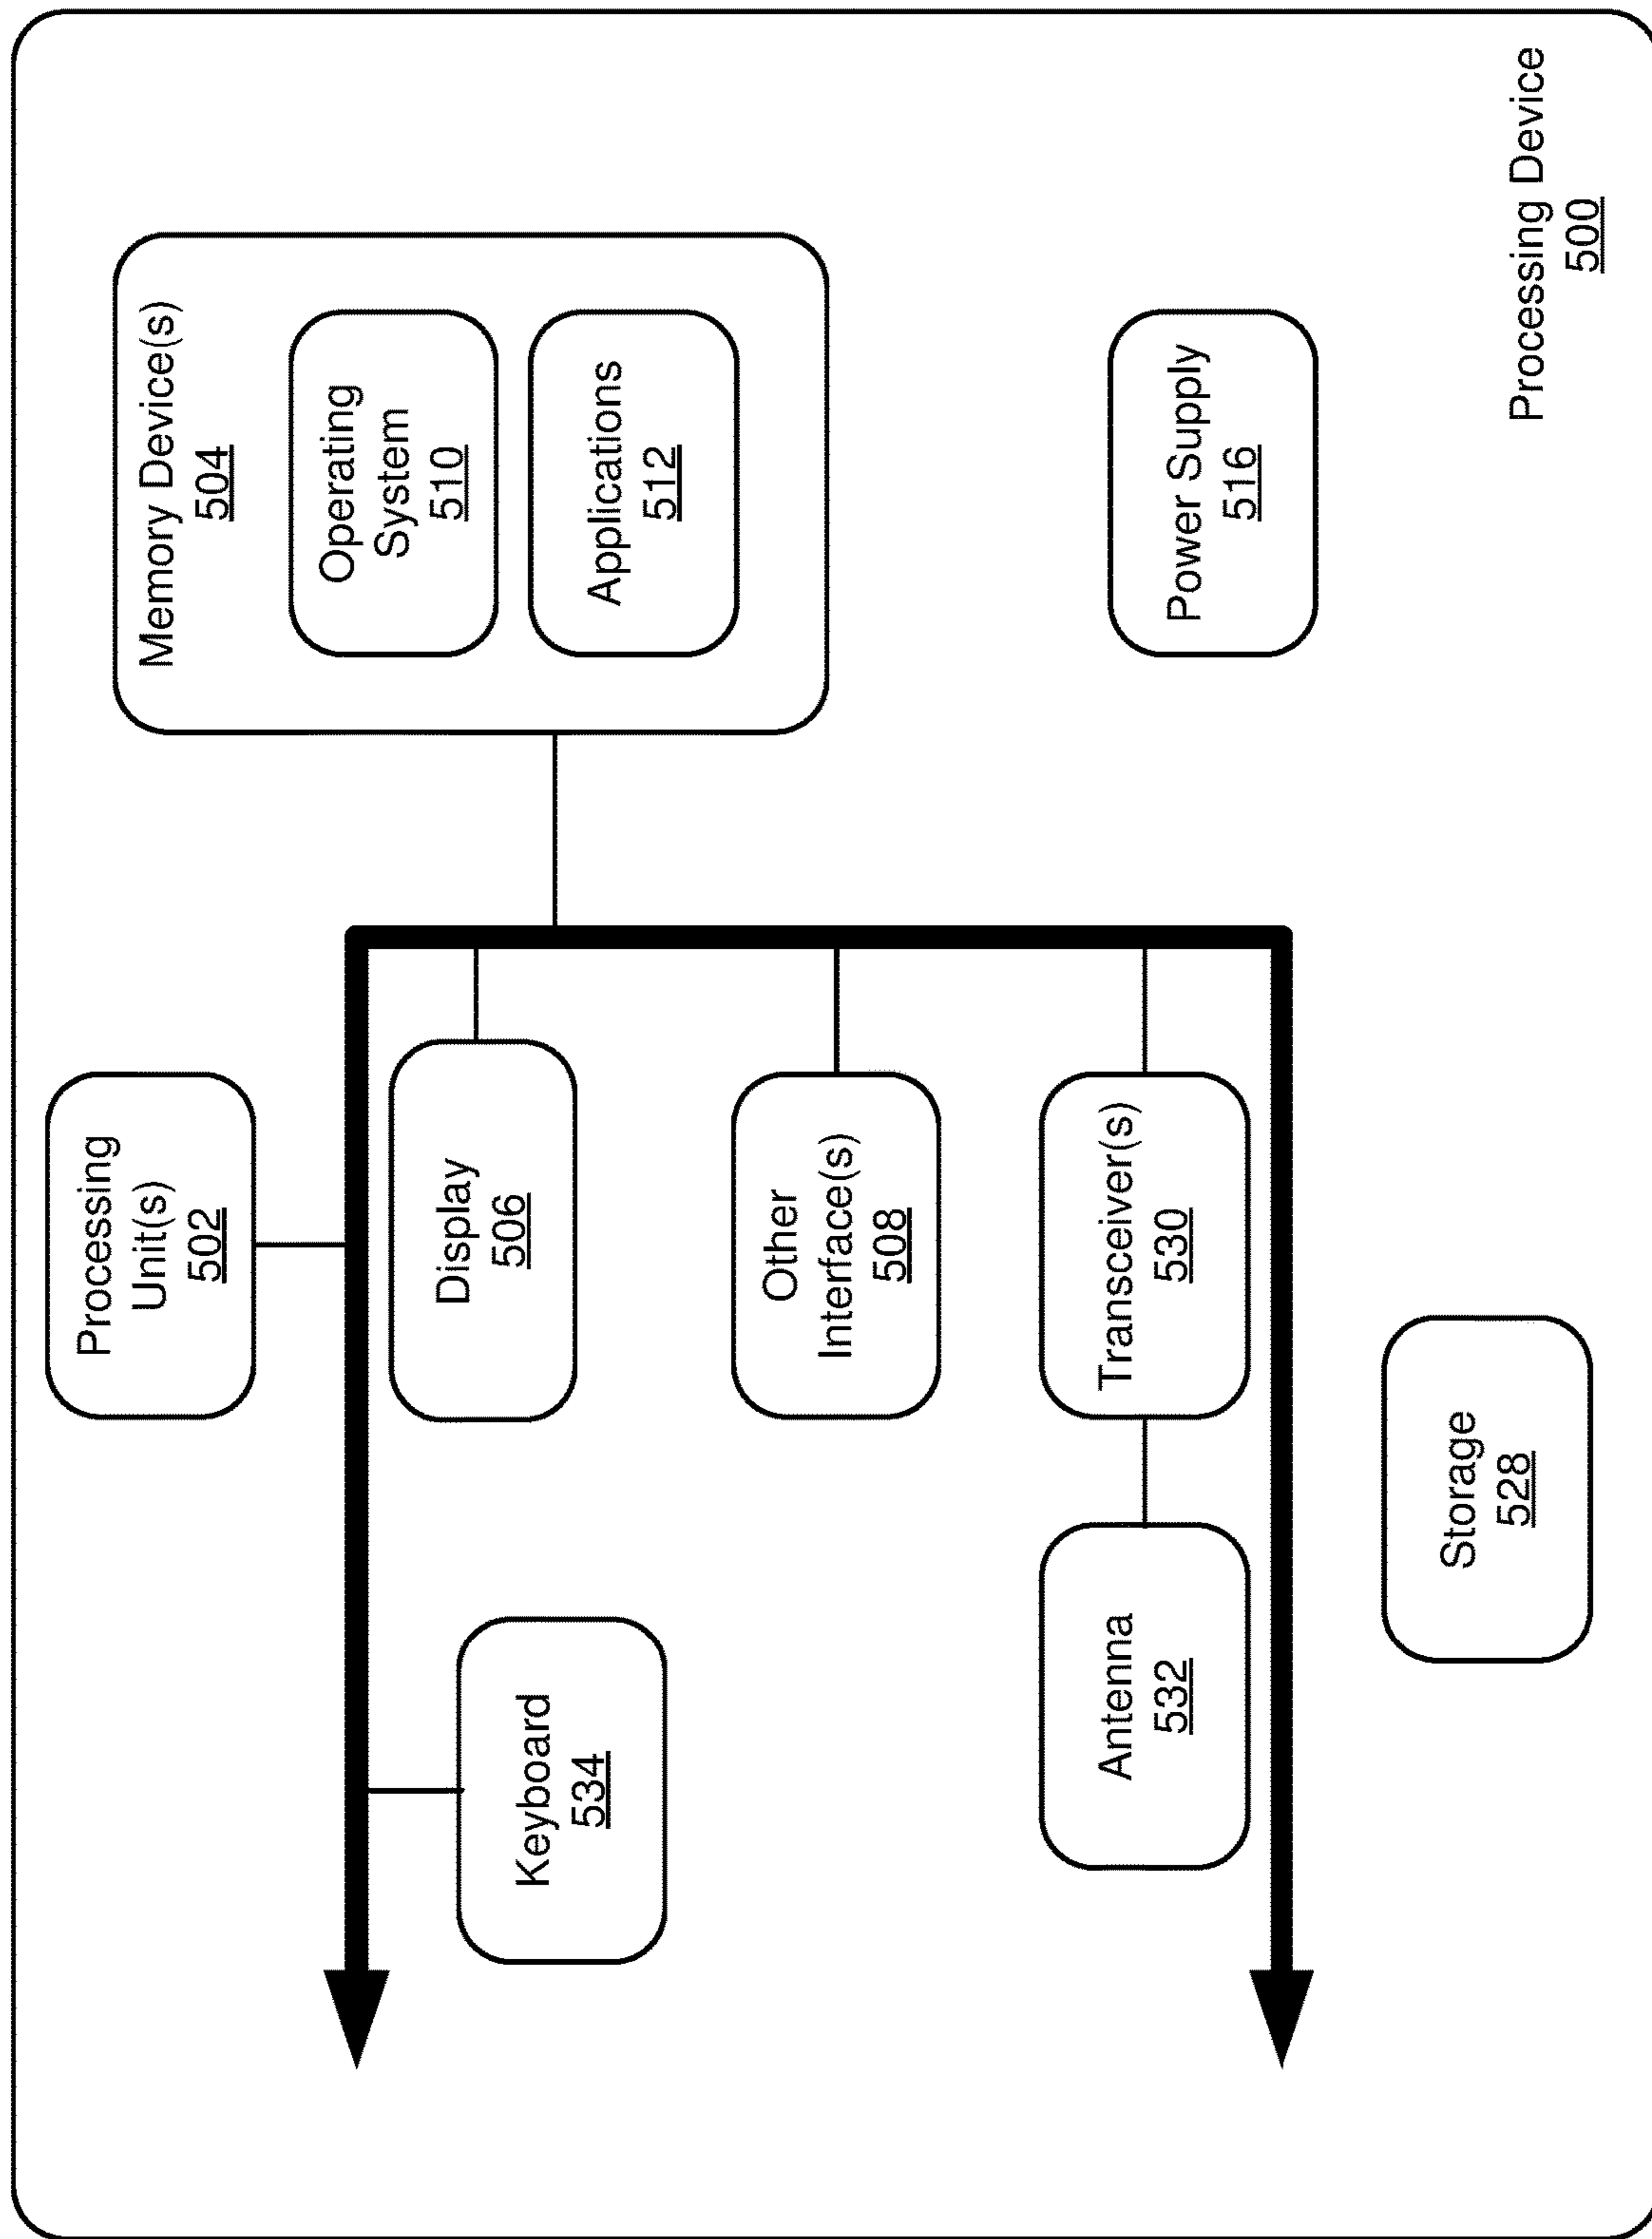 Processing
Unit(s)
502
Memory Device(s)
504
Operating
System
510
Display
506
Keyboard
534
Applications
512
Other
Interface(s)
508
Antenna
532
Transceiver(s)
530
Power Supply
516
Storage
528
Processing Device
500